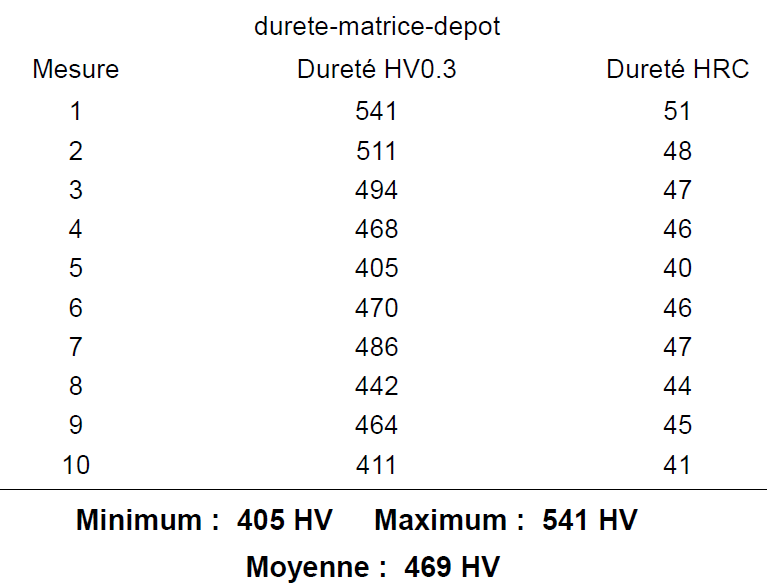 durete-matrice-depot
Mesure Dureté HV0.3 Dureté HRC
1 541 51
2 511 48
3 494 47
4 468 46
5 405 40
6 470 46
7 486 47
8 442 44
9 464 45
10 411 41
Minimum : 405 HV Maximum : 541 HV
Moyenne : 469 HV